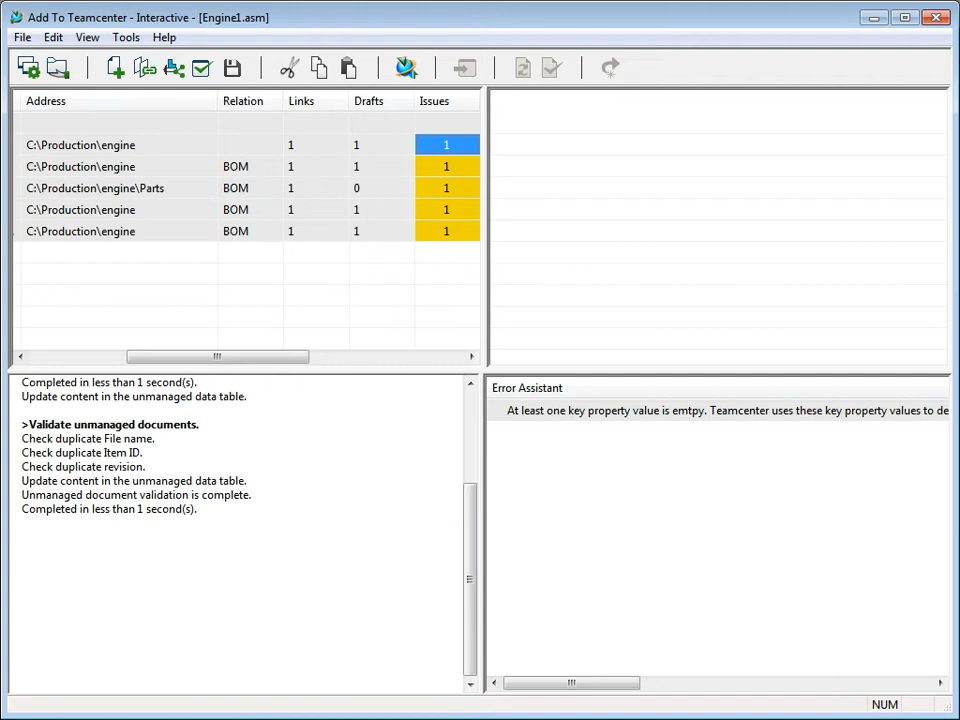 Add To Teamcenter - Interactive - [Engine1.asm]
File Edit View Tools Help
Address Relation Links Drafts Issues
C:\Production\engine 1 1 1
C:\Production\engine BOM 1 1 1
C:\Production\engine\Parts BOM 1 0 1
C:\Production\engine BOM 1 1 1
C:\Production\engine BOM 1 1 1
Completed in less than 1 second(s).
Update content in the unmanaged data table.
>Validate unmanaged documents.
Check duplicate File name.
Check duplicate Item ID.
Check duplicate revision.
Update content in the unmanaged data table.
Unmanaged document validation is complete.
Completed in less than 1 second(s).
Error Assistant
At least one key property value is emtpy. Teamcenter uses these key property values to de
NUM